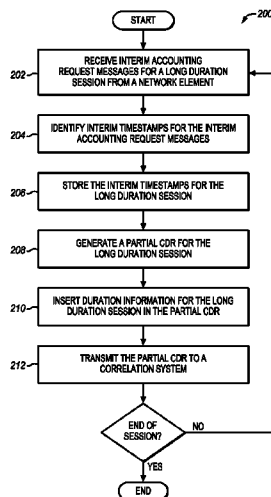 START
200
202
RECEIVE INTERIM ACCOUNTING
REQUEST MESSAGES FOR A LONG DURATION
SESSION FROM A NETWORK ELEMENT
204
IDENTIFY INTERIM TIMESTAMPS FOR THE INTERIM
ACCOUNTING REQUEST MESSAGES
206
STORE THE INTERIM TIMESTAMPS FOR THE
LONG DURATION SESSION
208
GENERATE A PARTIAL CDR FOR THE
LONG DURATION SESSION
210
INSERT DURATION INFORMATION FOR THE LONG
DURATION SESSION IN THE PARTIAL CDR
212
TRANSMIT THE PARTIAL CDR TO A
CORRELATION SYSTEM
END OF
SESSION?
NO
YES
END